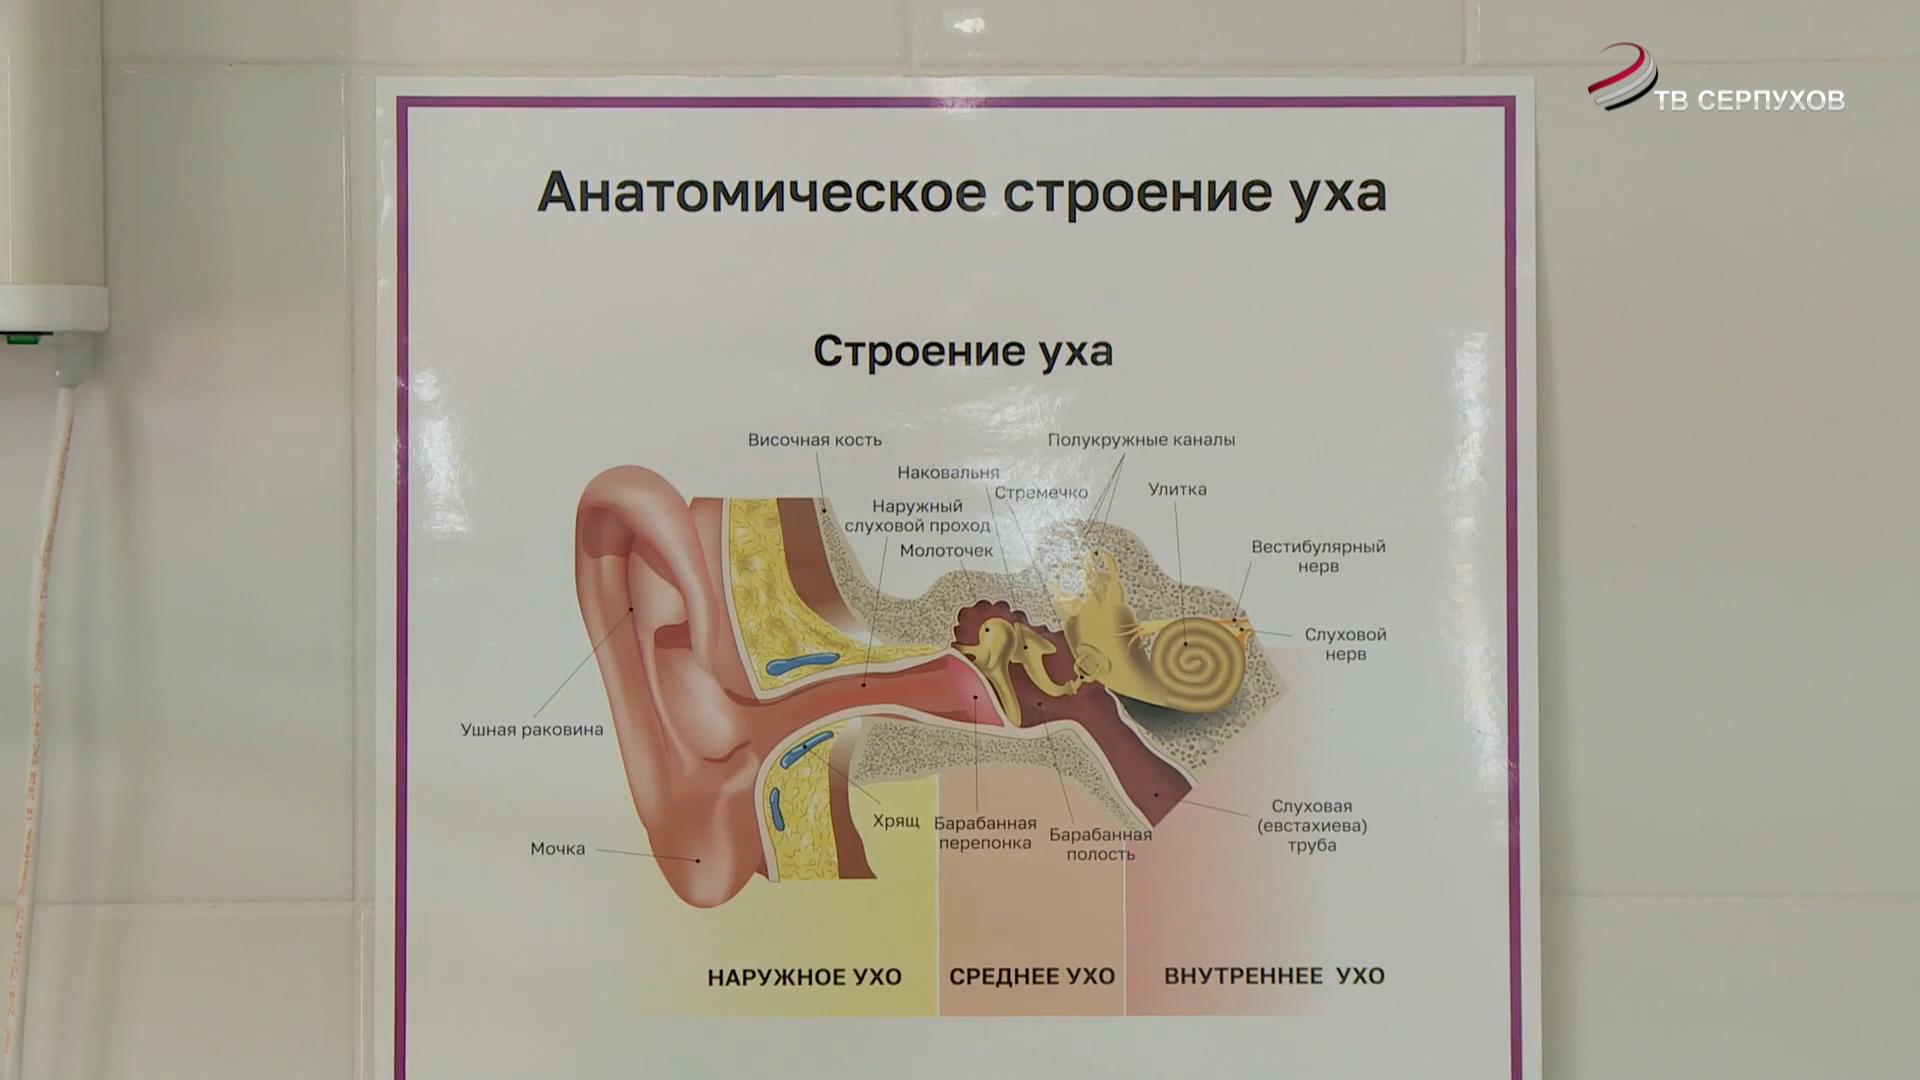 ТВ СЕРПУХОВ
Анатомическое строение уха
Строение уха
Височная кость
Полукружные каналы
Наковальня
Стремечко
Улитка
Наружный
слуховой проход
Молоточек
Вестибулярный
нерв
Слуховой
нерв
Ушная раковина
Слуховая
(евстахиева)
труба
Хрящ
Барабанная
перепонка
Барабанная
полость
Мочка
НАРУЖНОЕ УХО
СРЕДНЕЕ УХО
ВНУТРЕННЕЕ УХО